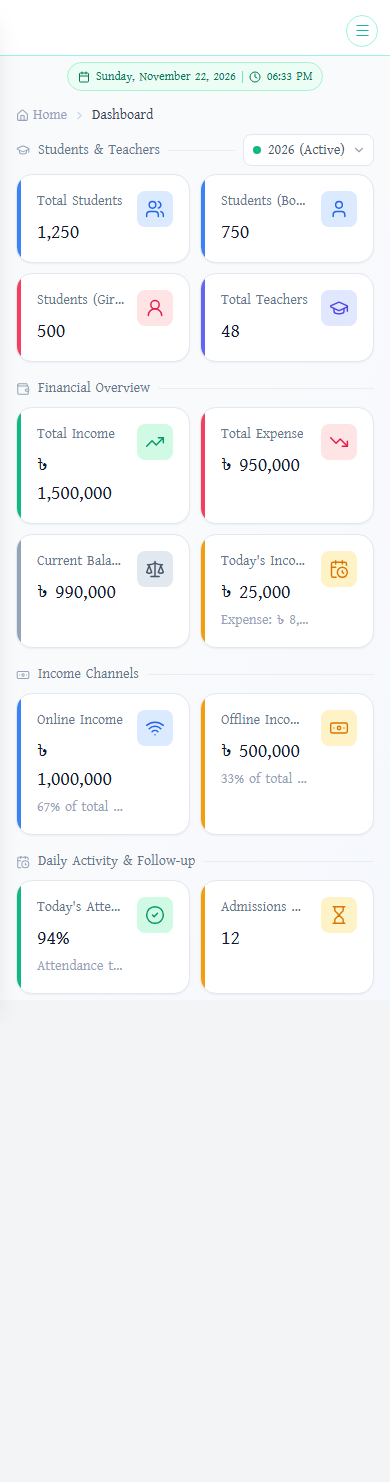 Sunday, November 22, 2026 | 06:33 PM
Home > Dashboard
Students & Teachers
2026 (Active)
Total Students
1,250
Students (Bo...
750
Students (Gir...
500
Total Teachers
48
Financial Overview
Total Income
৳
1,500,000
Total Expense
৳ 950,000
Current Bala...
৳ 990,000
Today's Inco...
৳ 25,000
Expense: ৳ 8,...
Income Channels
Online Income
৳
1,000,000
67% of total ...
Offline Inco...
৳ 500,000
33% of total ...
Daily Activity & Follow-up
Today's Atte...
94%
Attendance t...
Admissions ...
12